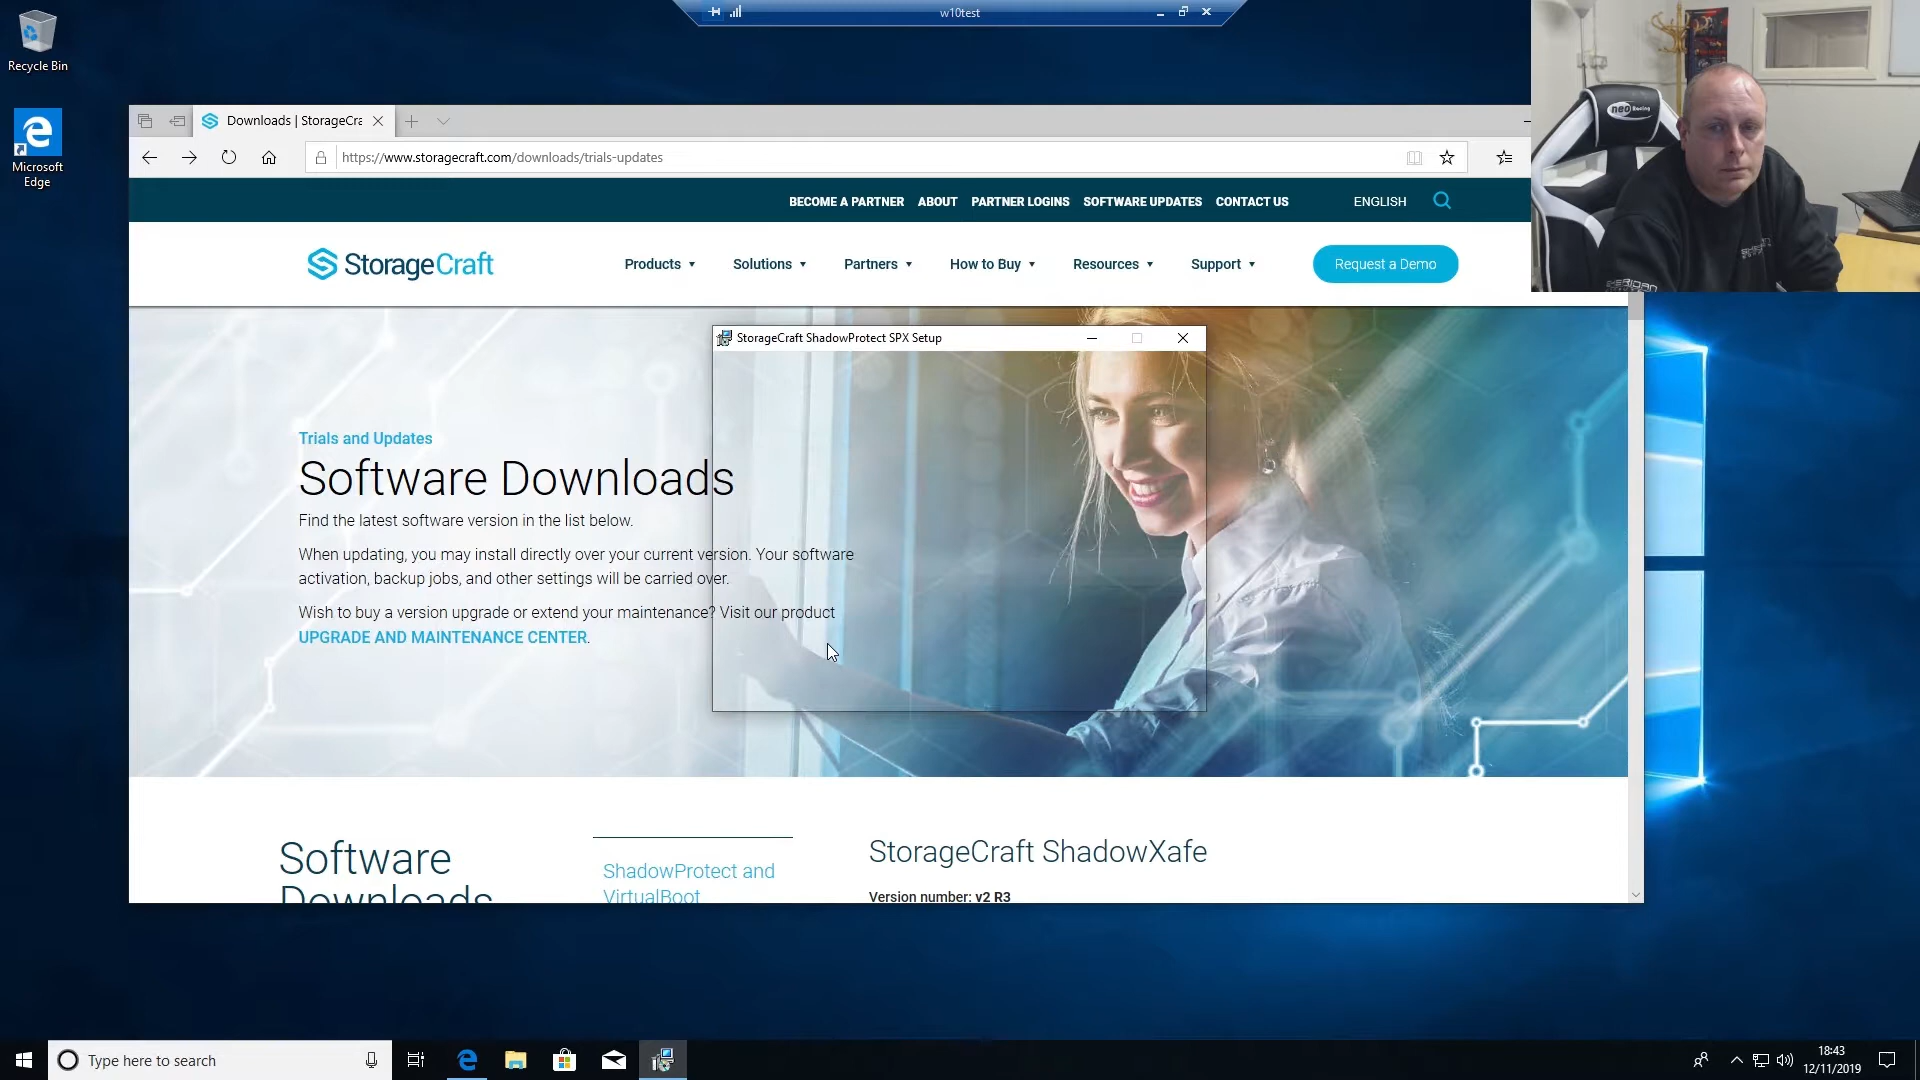 w10test
Recycle Bin
Microsoft
Edge
Downloads | StorageCra
https://www.storagecraft.com/downloads/trials-updates
BECOME A PARTNER ABOUT PARTNER LOGINS SOFTWARE UPDATES CONTACT US ENGLISH
StorageCraft Products Solutions Partners How to Buy Resources Support Request a Demo
neo
StorageCraft ShadowProtect SPX Setup
Trials and Updates
Software Downloads
Find the latest software version in the list below.
When updating, you may install directly over your current version. Your software
activation, backup jobs, and other settings will be carried over.
Wish to buy a version upgrade or extend your maintenance? Visit our product
UPGRADE AND MAINTENANCE CENTER.
Software
Downloads
ShadowProtect and
VirtualBoot
StorageCraft ShadowXafe
Version number: v2 R3
Type here to search
18:43
12/11/2019